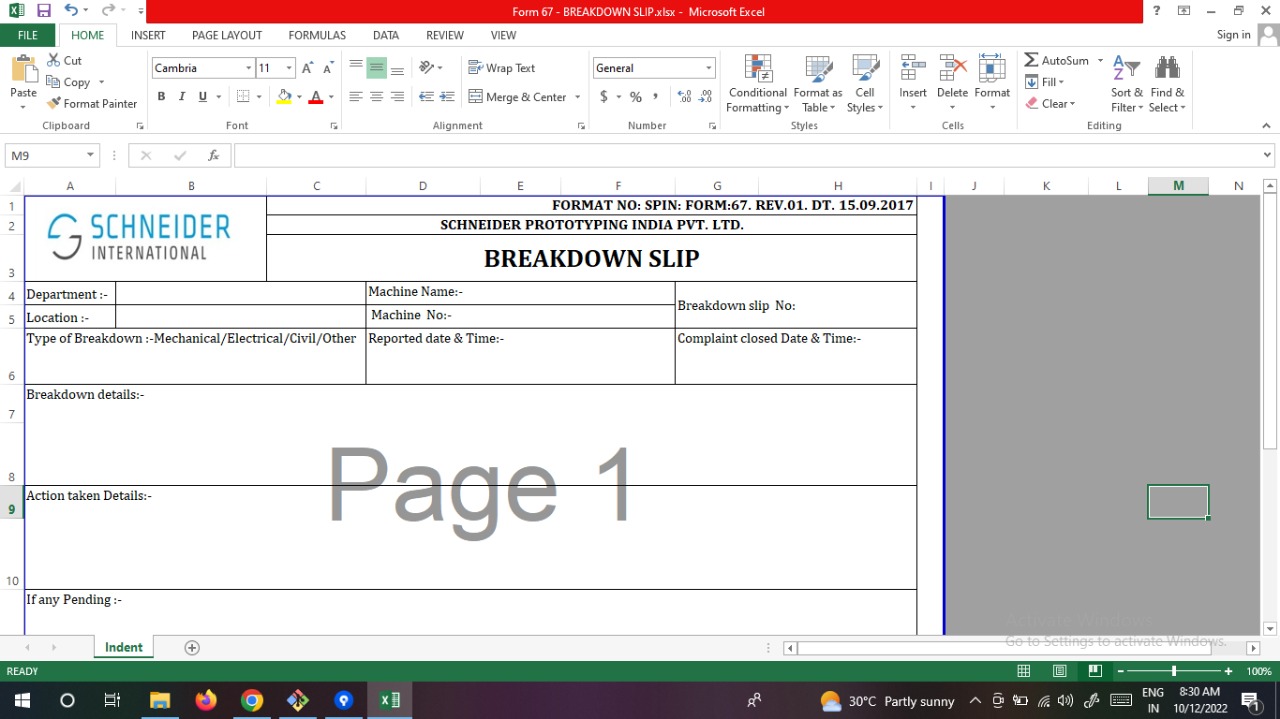 Form 67 - BREAKDOWN SLIP.xlsx - Microsoft Excel
?
FILE HOME INSERT PAGE LAYOUT FORMULAS DATA REVIEW VIEW Sign in
Cut
Copy
Format Painter
Paste
Clipboard
Cambria 11
B I U
Font
Wrap Text
Merge & Center
Alignment
General
$ % ,
Number
Conditional Formatting
Format as Table
Cell Styles
Styles
Insert Delete Format
Cells
AutoSum
Fill
Clear
Sort & Filter
Find & Select
Editing
M9 fx
A B C D E F G H I J K L M N
1 FORMAT NO: SPIN: FORM:67. REV.01. DT. 15.09.2017
SCHNEIDER
INTERNATIONAL
2 SCHNEIDER PROTOTYPING INDIA PVT. LTD.
3 BREAKDOWN SLIP
4 Department :- Machine Name:-
Breakdown slip No:
5 Location :- Machine No:-
6 Type of Breakdown :-Mechanical/Electrical/Civil/Other Reported date & Time:- Complaint closed Date & Time:-
7 Breakdown details:-
8
Page 1
9 Action taken Details:-
10
If any Pending :-
Activate Windows
Go to Settings to activate Windows.
Indent
READY 100%
30°C Partly sunny
ENG
IN
8:30 AM
10/12/2022
1